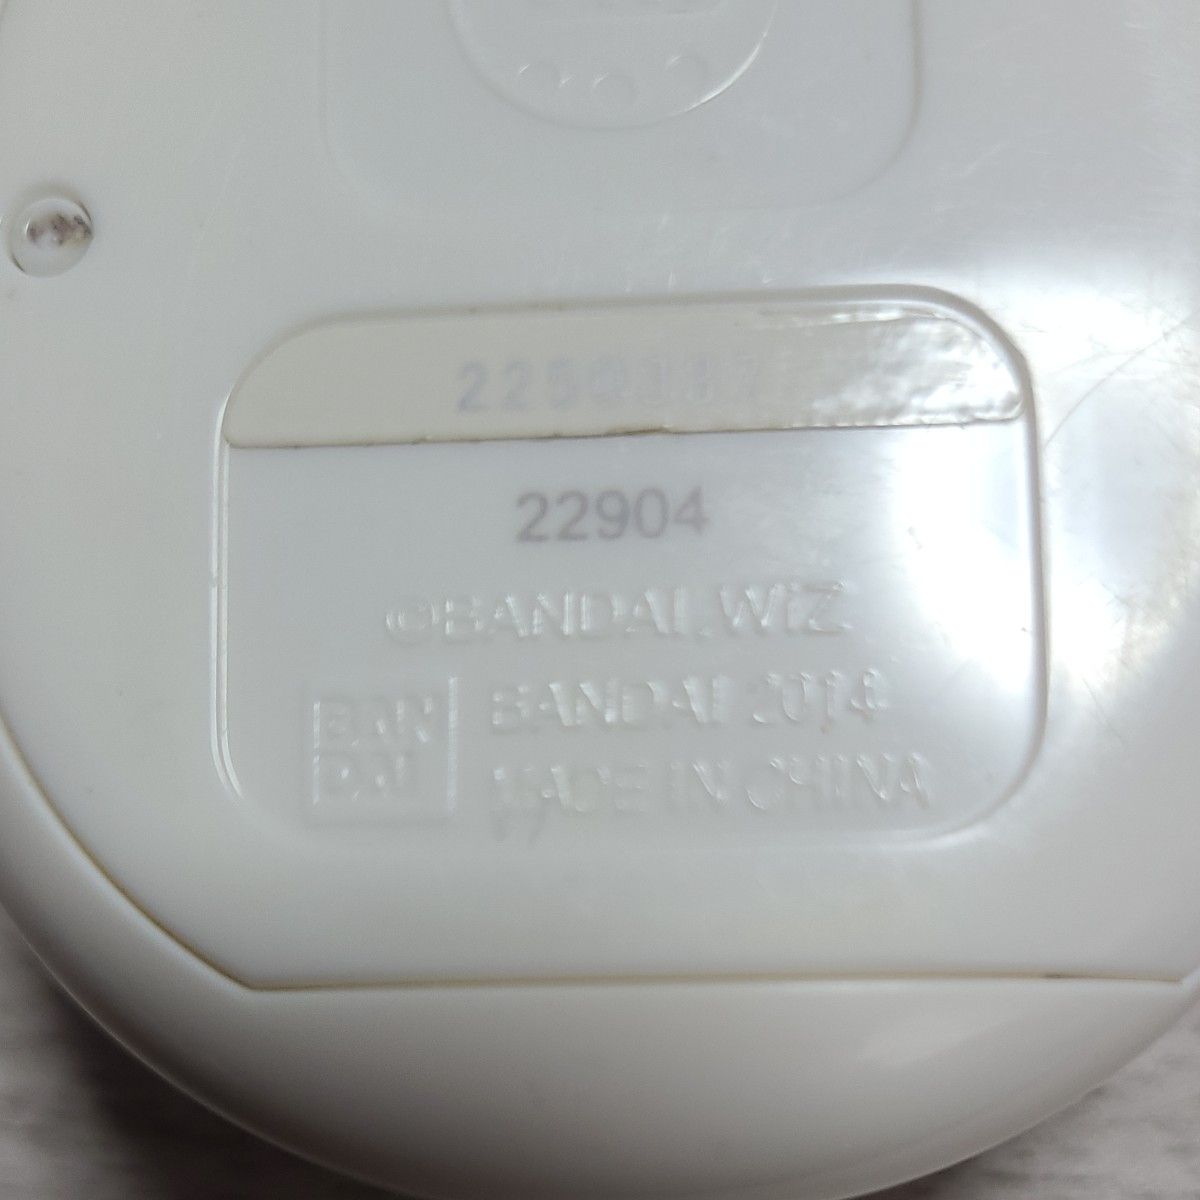 22904
©BANDAI, WiZ
BANDAI 2014
BAN
DAI
MADE IN CHINA